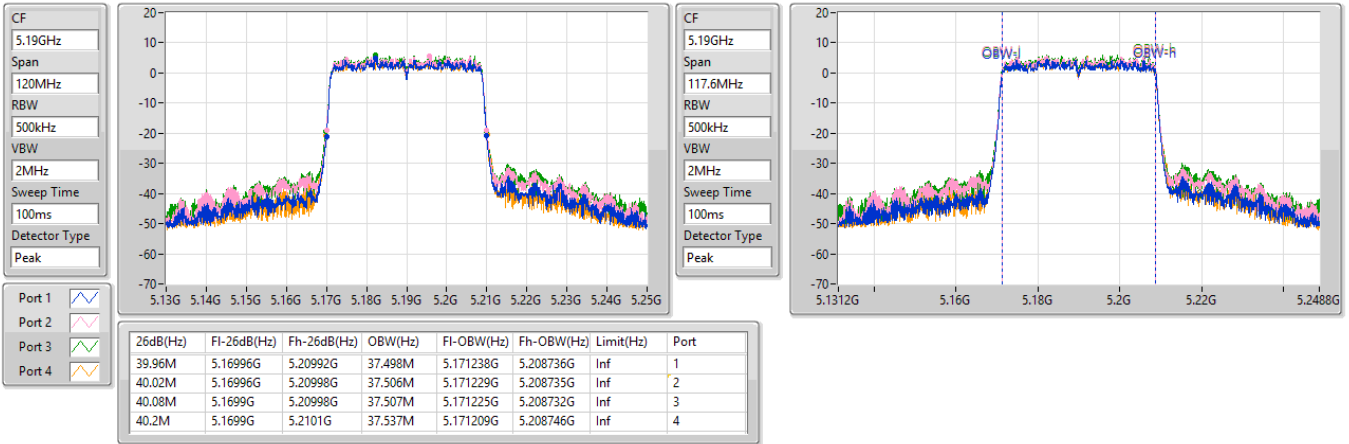 CF
5.19GHz
Span
120MHz
RBW
500kHz
VBW
2MHz
Sweep Time
100ms
Detector Type
Peak
20
10
0
-10
-20
-30
-40
-50
-60
-70
5.13G 5.14G 5.15G 5.16G 5.17G 5.18G 5.19G 5.2G 5.21G 5.22G 5.23G 5.24G 5.25G
CF
5.19GHz
Span
117.6MHz
RBW
500kHz
VBW
2MHz
Sweep Time
100ms
Detector Type
Peak
20
10
0
-10
-20
-30
-40
-50
-60
-70
OBW-l OBW-h
5.1312G 5.16G 5.18G 5.2G 5.22G 5.2488G
Port 1
Port 2
Port 3
Port 4
26dB(Hz) Fl-26dB(Hz) Fh-26dB(Hz) OBW(Hz) Fl-OBW(Hz) Fh-OBW(Hz) Limit(Hz) Port
39.96M 5.16996G 5.20992G 37.498M 5.171238G 5.208736G Inf 1
40.02M 5.16996G 5.20998G 37.506M 5.171229G 5.208735G Inf 2
40.08M 5.1699G 5.20998G 37.507M 5.171225G 5.208732G Inf 3
40.2M 5.1699G 5.2101G 37.537M 5.171209G 5.208746G Inf 4